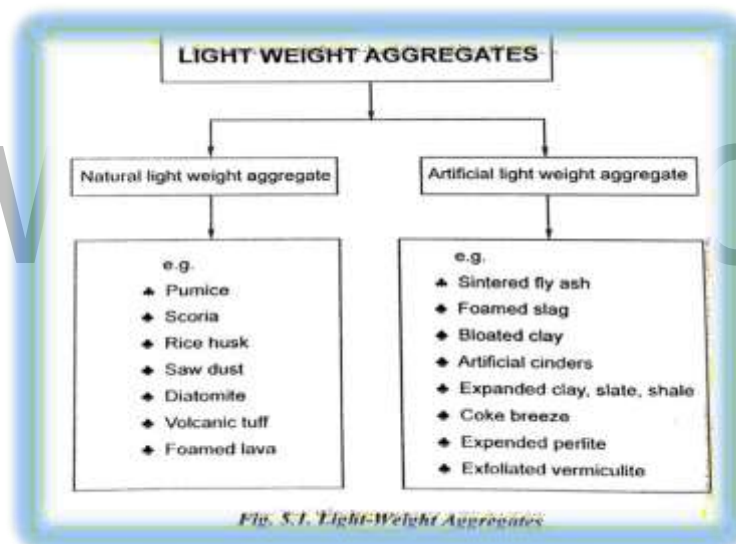 LIGHT WEIGHT AGGREGATES
Natural light weight aggregate
Artificial light weight aggregate
e.g.
♣ Pumice
♣ Scoria
♣ Rice husk
♣ Saw dust
♣ Diatomite
♣ Volcanic tuff
♣ Foamed lava
e.g.
♣ Sintered fly ash
♣ Foamed slag
♣ Bloated clay
♣ Artificial cinders
♣ Expanded clay, slate, shale
♣ Coke breeze
♣ Expended perlite
♣ Exfoliated vermiculite
Fig. 5.1. Light-Weight Aggregates